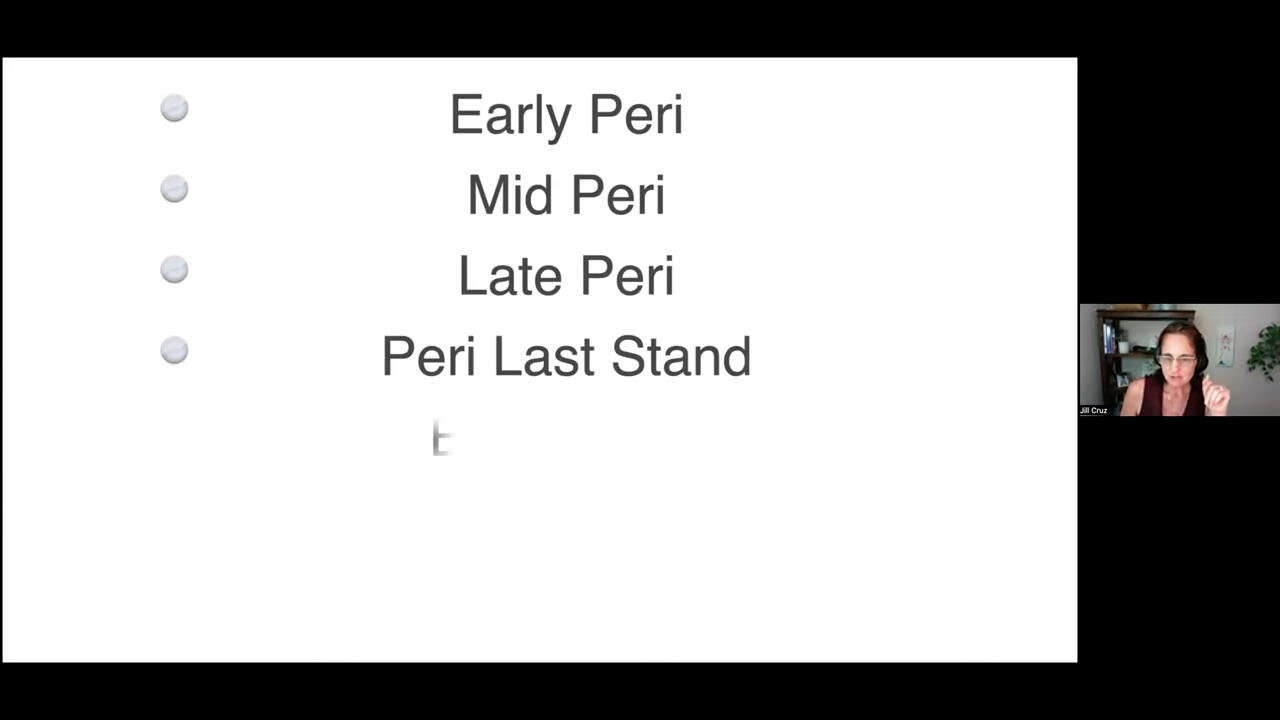 Early Peri
Mid Peri
Late Peri
Peri Last Stand
Jill Cruz